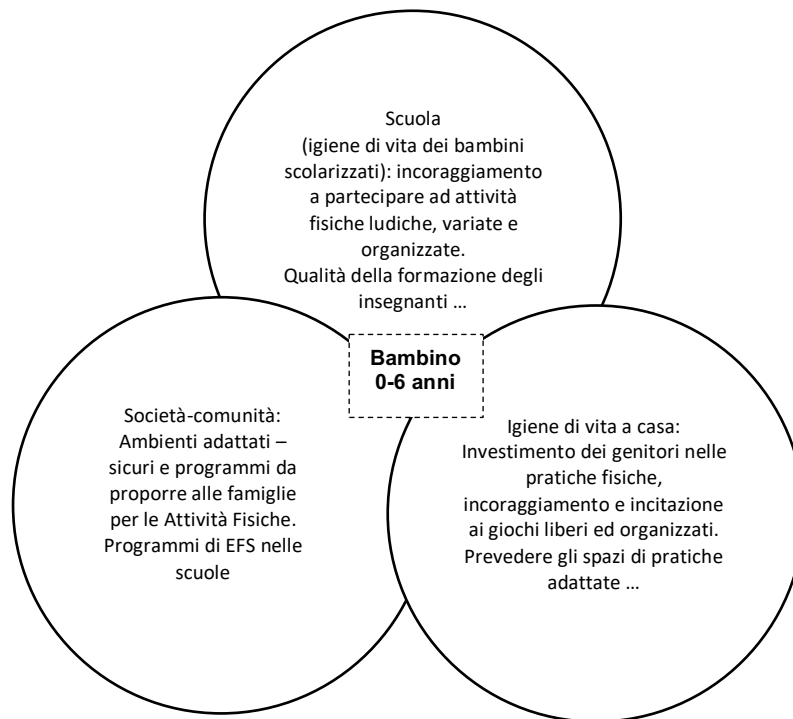 Scuola
(igiene di vita dei bambini
scolarizzati): incoraggiamento
a partecipare ad attività
fisiche ludiche, variate e
organizzate.
Qualità della formazione degli
insegnanti …
Bambino
0-6 anni
Società-comunità:
Ambienti adattati –
sicuri e programmi da
proporre alle famiglie
per le Attività Fisiche.
Programmi di EFS nelle
scuole
Igiene di vita a casa:
Investimento dei genitori nelle
pratiche fisiche,
incoraggiamento e incitazione
ai giochi liberi ed organizzati.
Prevedere gli spazi di pratiche
adattate …